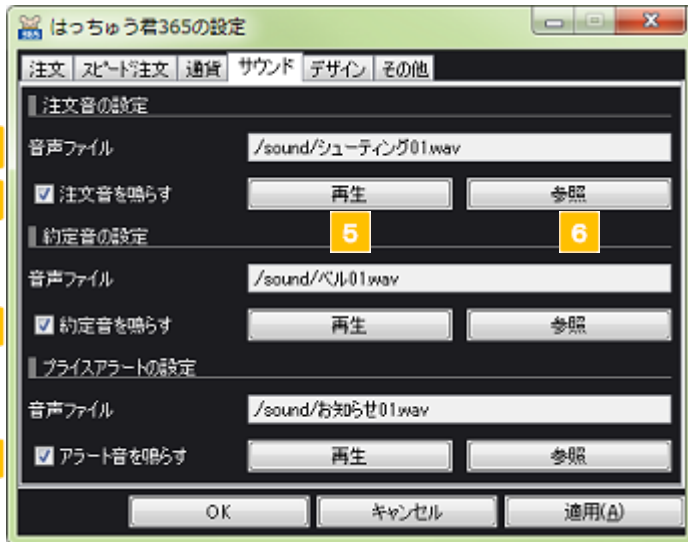 はっちゅう君365の設定
注文 スピード注文 通貨 サウンド デザイン その他
注文音の設定
音声ファイル /sound/シューティング01.wav
注文音を鳴らす 再生 参照
5 6
約定音の設定
音声ファイル /sound/ベル01.wav
約定音を鳴らす 再生 参照
プライスアラートの設定
音声ファイル /sound/お知らせ01.wav
アラート音を鳴らす 再生 参照
OK キャンセル 適用(A)